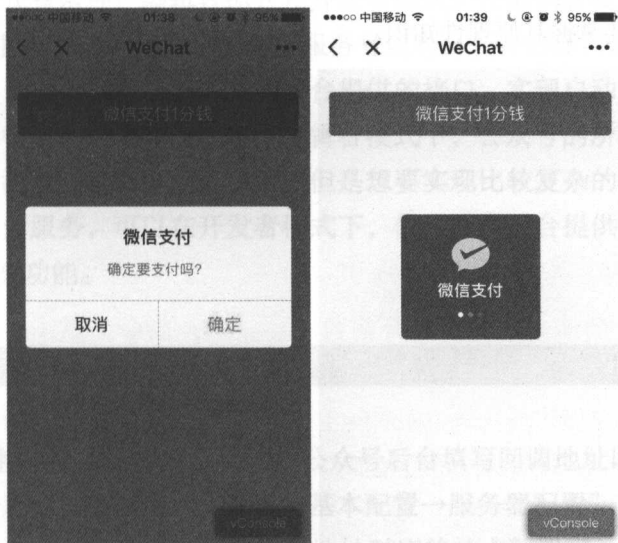 ●●●○○ 中国移动 01:38 95%
WeChat •••
微信支付1分钱
微信支付
确定要支付吗?
取消 确定
vConsole
●●●○○ 中国移动 01:39 95%
WeChat •••
微信支付1分钱
微信支付
vConsole